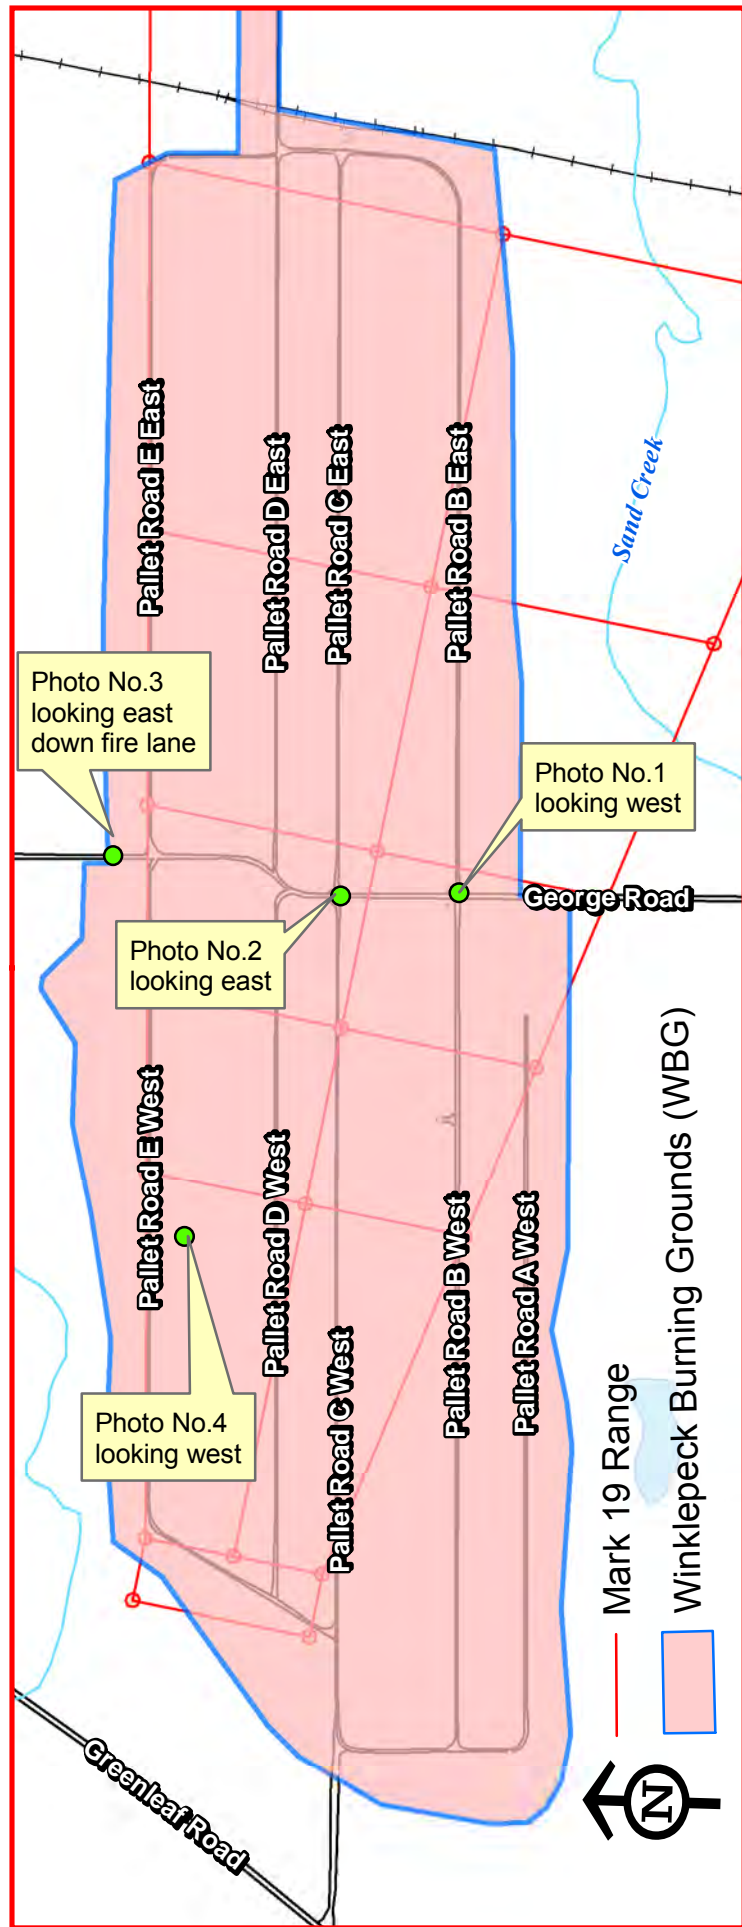 Pallet Road E East
Pallet Road D East
Pallet Road C East
Pallet Road B East
Sand Creek
Photo No.3
looking east
down fire lane
Photo No.1
looking west
George Road
Photo No.2
looking east
Pallet Road E West
Pallet Road D West
Pallet Road C West
Pallet Road B West
Pallet Road A West
Photo No.4
looking west
Greenleaf Road
Mark 19 Range
Winklepeck Burning Grounds (WBG)
N